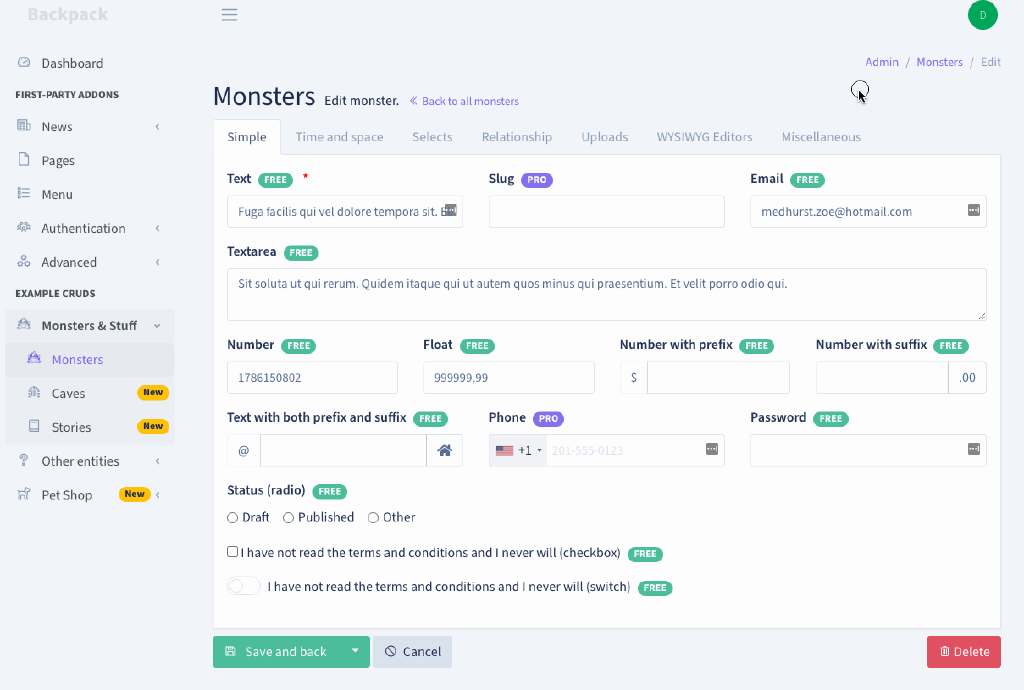 Backpack
D
Dashboard
Admin / Monsters / Edit
FIRST-PARTY ADDONS
News
Pages
Menu
Authentication
Advanced
EXAMPLE CRUDS
Monsters & Stuff
Monsters
Caves New
Stories New
Other entities
Pet Shop New
Monsters Edit monster. « Back to all monsters
Simple Time and space Selects Relationship Uploads WYSIWYG Editors Miscellaneous
Text FREE * Slug PRO Email FREE
Fuga facilis qui vel dolore tempora sit. medhurst.zoe@hotmail.com
Textarea FREE
Sit soluta ut qui rerum. Quidem itaque qui ut autem quos minus qui praesentium. Et velit porro odio qui.
Number FREE Float FREE Number with prefix FREE Number with suffix FREE
1786150802 999999,99 $ .00
Text with both prefix and suffix FREE Phone PRO Password FREE
@ +1 201-555-0123
Status (radio) FREE
Draft Published Other
I have not read the terms and conditions and I never will (checkbox) FREE
I have not read the terms and conditions and I never will (switch) FREE
Save and back Cancel Delete